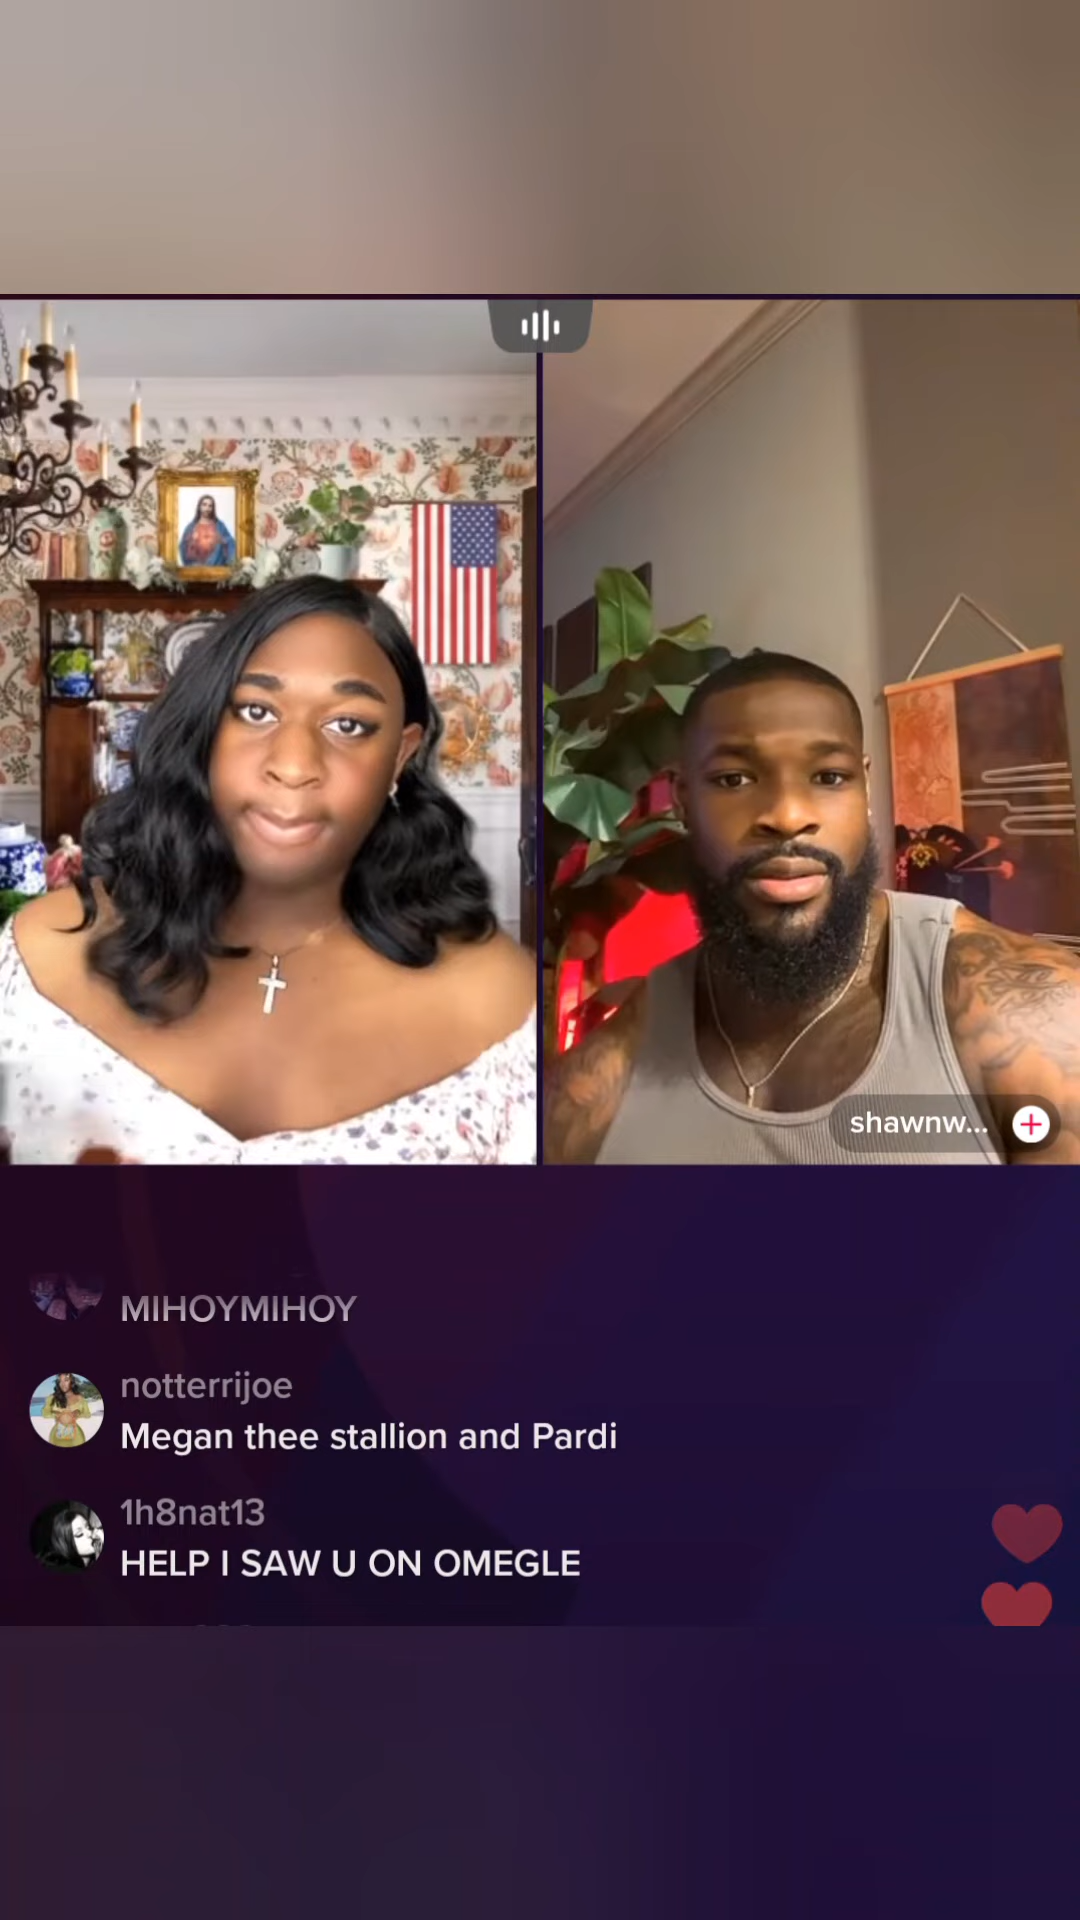 shawnw...
MIHOYMIHOY
notterrijoe
Megan thee stallion and Pardi
1h8nat13
HELP I SAW U ON OMEGLE